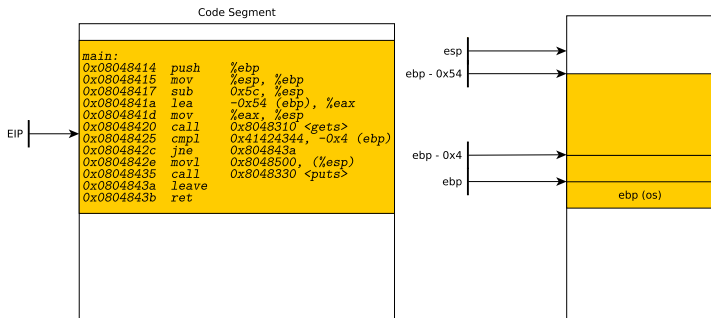 Code Segment
main:
0x08048414 push %ebp
0x08048415 mov %esp, %ebp
0x08048417 sub 0x5c, %esp
0x0804841a lea -0x54 (ebp), %eax
0x0804841d mov %eax, %esp
0x08048420 call 0x8048310 <gets>
0x08048425 cmpl 0x41424344, -0x4 (ebp)
0x0804842c jne 0x804843a
0x0804842e movl 0x8048500, (%esp)
0x08048435 call 0x8048330 <puts>
0x0804843a leave
0x0804843b ret
EIP
esp
ebp - 0x54
ebp - 0x4
ebp
ebp (os)